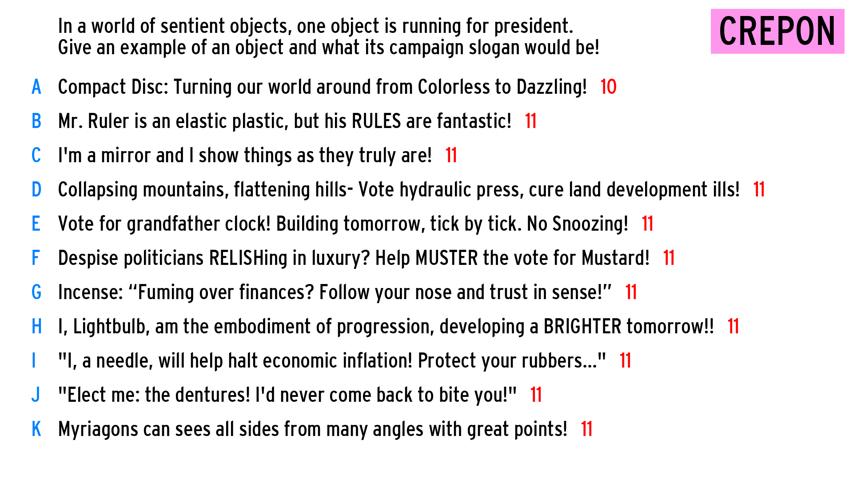 In a world of sentient objects, one object is running for president.
Give an example of an object and what its campaign slogan would be!
CREPON
A Compact Disc: Turning our world around from Colorless to Dazzling! 10
B Mr. Ruler is an elastic plastic, but his RULES are fantastic! 11
C I'm a mirror and I show things as they truly are! 11
D Collapsing mountains, flattening hills- Vote hydraulic press, cure land development ills! 11
E Vote for grandfather clock! Building tomorrow, tick by tick. No Snoozing! 11
F Despise politicians RELISHing in luxury? Help MUSTER the vote for Mustard! 11
G Incense: “Fuming over finances? Follow your nose and trust in sense!” 11
H I, Lightbulb, am the embodiment of progression, developing a BRIGHTER tomorrow!! 11
I "I, a needle, will help halt economic inflation! Protect your rubbers..." 11
J "Elect me: the dentures! I'd never come back to bite you!" 11
K Myriagons can sees all sides from many angles with great points! 11